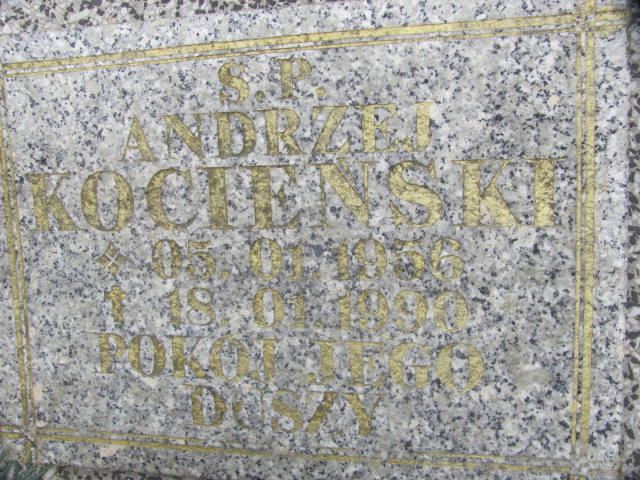 Ś.P.
ANDRZEJ
KOCIEŃSKI
05.01.1956
† 18.01.1990
POKÓJ JEGO
DUSZY